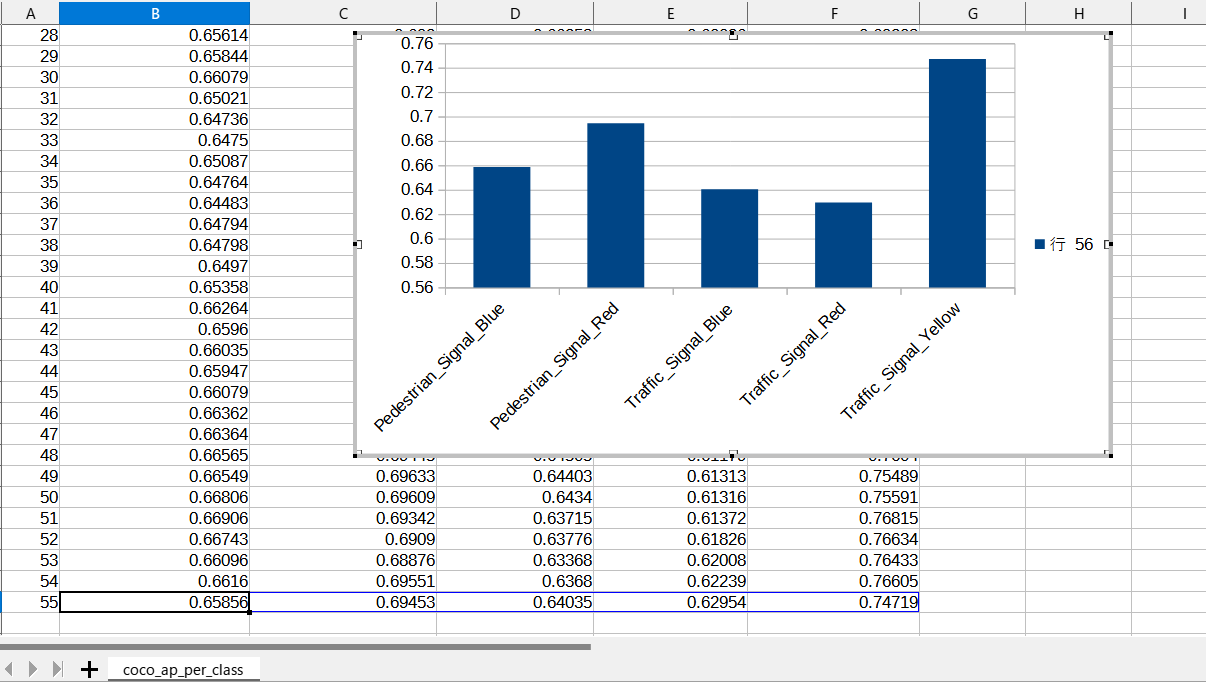 A B C D E F G H I
28 0.65614
29 0.65844
30 0.66079
31 0.65021
32 0.64736
33 0.6475
34 0.65087
35 0.64764
36 0.64483
37 0.64794
38 0.64798
39 0.6497
40 0.65358
41 0.66264
42 0.6596
43 0.66035
44 0.65947
45 0.66079
46 0.66362
47 0.66364
48 0.66565
49 0.66549 0.69633 0.64403 0.61313 0.75489
50 0.66806 0.69609 0.6434 0.61316 0.75591
51 0.66906 0.69342 0.63715 0.61372 0.76815
52 0.66743 0.6909 0.63776 0.61826 0.76634
53 0.66096 0.68876 0.63368 0.62008 0.76433
54 0.6616 0.69551 0.6368 0.62239 0.76605
55 0.65856 0.69453 0.64035 0.62954 0.74719
0.76
0.74
0.72
0.7
0.68
0.66
0.64
0.62
0.6
0.58
0.56
Pedestrian_Signal_Blue
Pedestrian_Signal_Red
Traffic_Signal_Blue
Traffic_Signal_Red
Traffic_Signal_Yellow
行 56
coco_ap_per_class